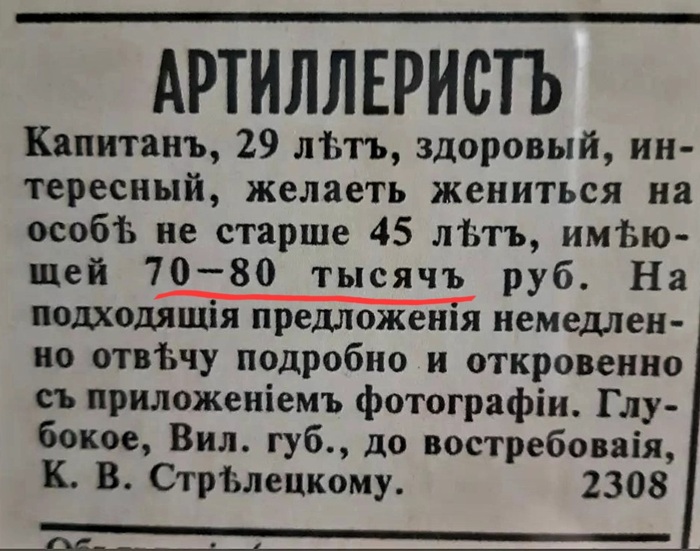 АРТИЛЛЕРИСТЪ
Капитанъ, 29 лѣтъ, здоровый, ин-
тересный, желаеть жениться на
особѣ не старше 45 лѣтъ, имѣю-
щей 70—80 тысячъ руб. На
подходящія предложенія немедлен-
но отвѣчу подробно и откровенно
съ приложеніемъ фотографіи. Глу-
бокое, Вил. губ., до востребоваія,
К. В. Стрѣлецкому. 2308